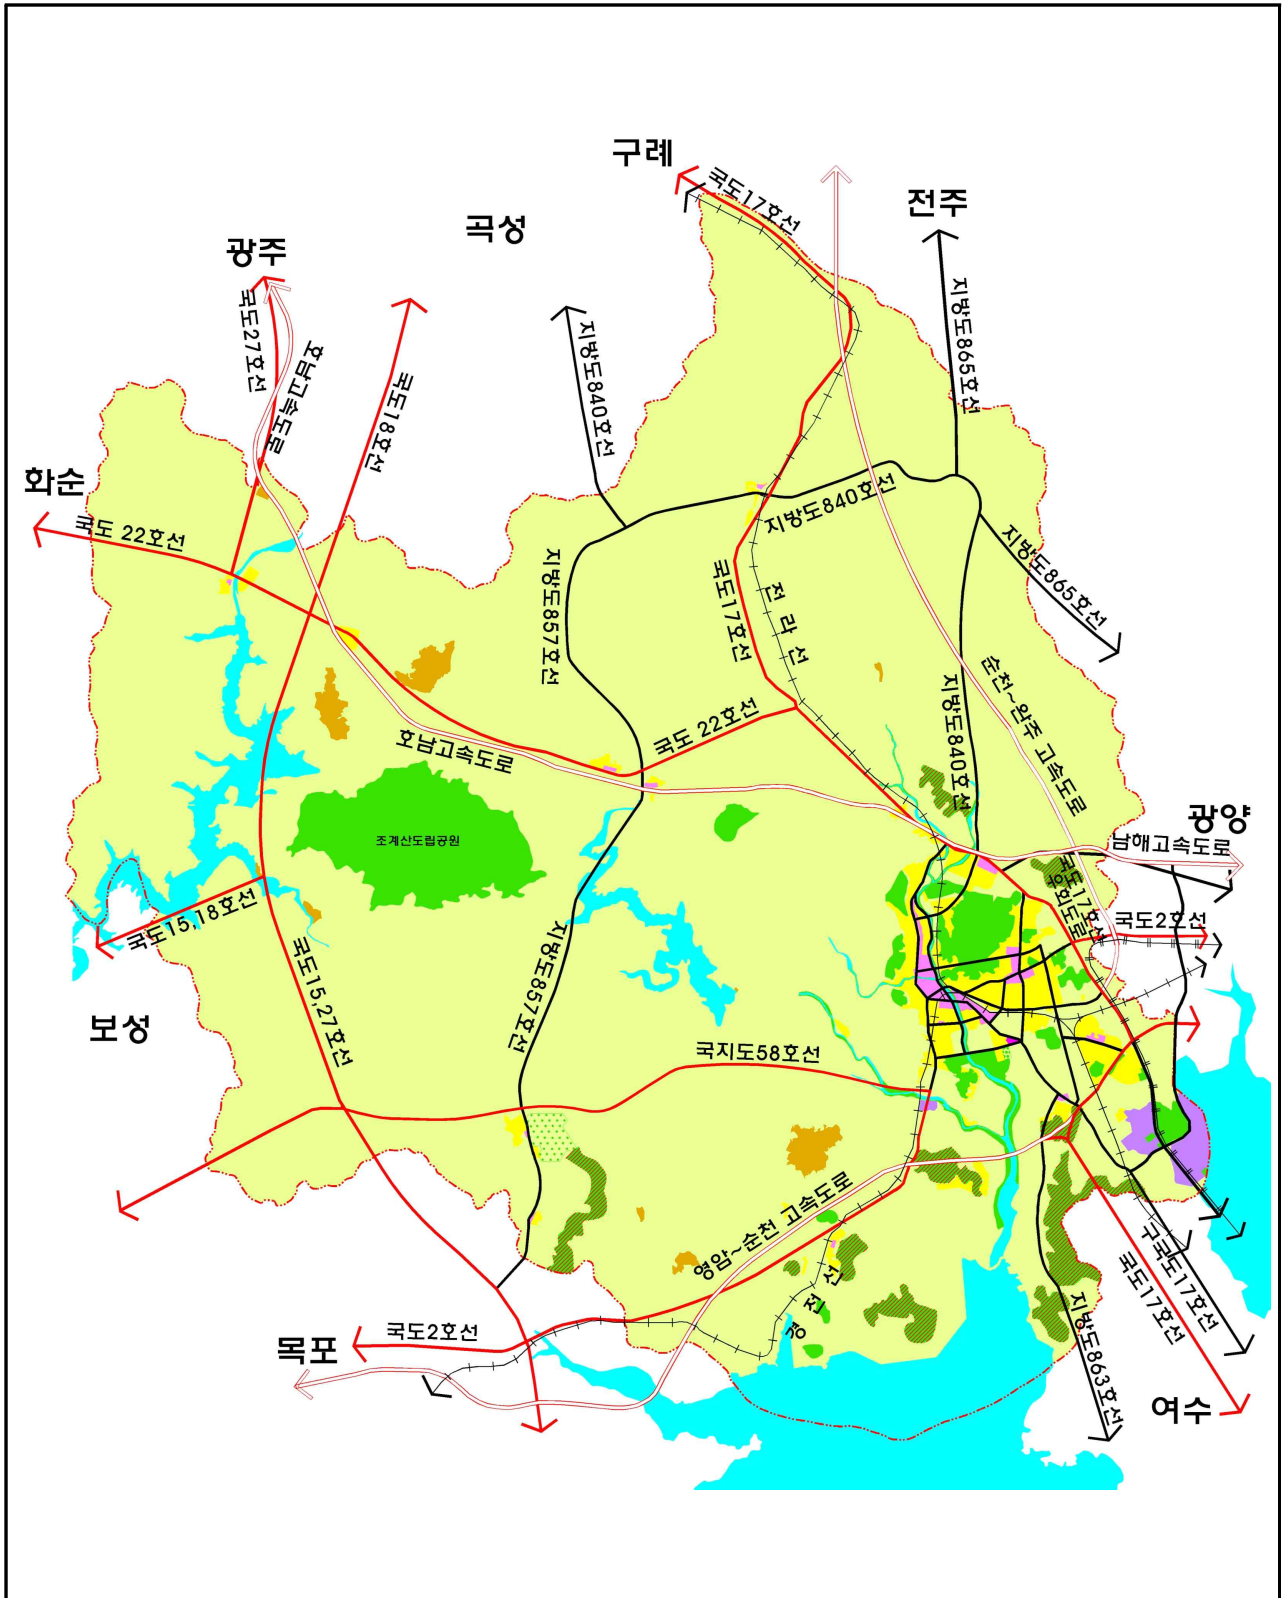 구례
국도17호선
전주
곡성
광주
지방도865호선
국도27호선
호남고속도로
지방도840호선
국도18호선
화순
국도 22호선
지방도840호선
지방도865호선
지방도857호선
국도17호선
전라선
순천~완주 고속도로
지방도840호선
국도 22호선
호남고속도로
광양
남해고속도로
조계산도립공원
국도17호선
우회도로
국도2호선
국도15,18호선
지방도857호선
국도15,27호선
보성
국지도58호선
영암~순천 고속도로
구국도17호선
국도17호선
경전선
지방도863호선
국도2호선
목포
여수